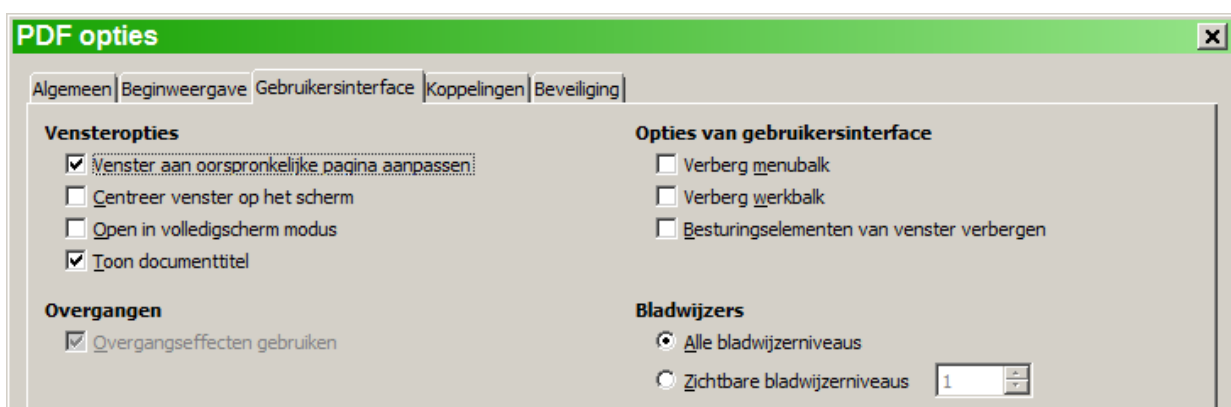 PDF opties
Algemeen Beginweergave Gebruikersinterface Koppelingen Beveiliging
Vensteropties
Venster aan oorspronkelijke pagina aanpassen
Centreer venster op het scherm
Open in volledigscherm modus
Toon documenttitel
Overgangen
Overgangseffecten gebruiken
Opties van gebruikersinterface
Verberg menubalk
Verberg werkbalk
Besturingselementen van venster verbergen
Bladwijzers
Alle bladwijzerniveaus
Zichtbare bladwijzerniveaus 1